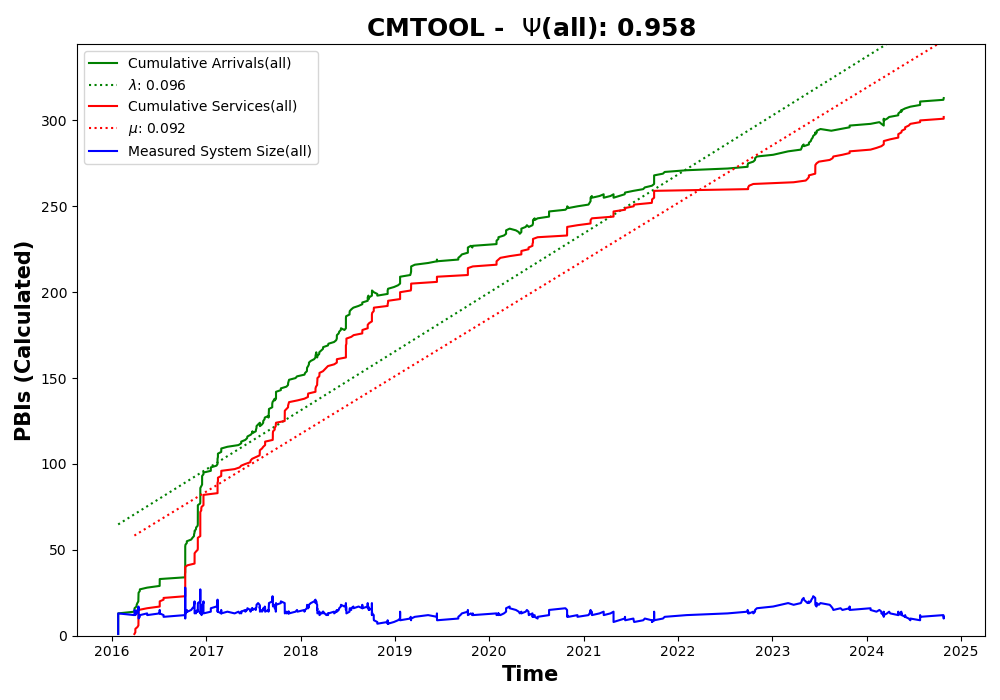 CMTOOL - Ψ(all): 0.958
Cumulative Arrivals(all)
λ: 0.096
Cumulative Services(all)
μ: 0.092
Measured System Size(all)
PBIs (Calculated)
300
250
200
150
100
50
0
2016 2017 2018 2019 2020 2021 2022 2023 2024 2025
Time